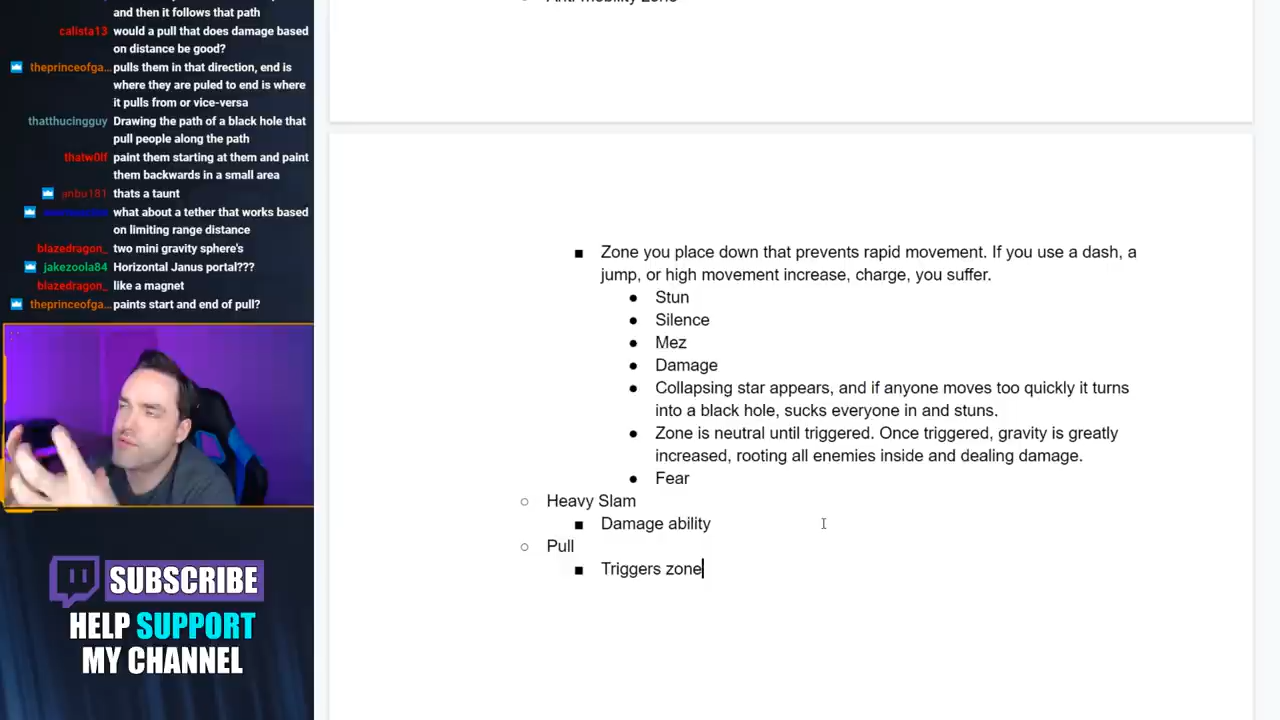 and then it follows that path
calista13 would a pull that does damage based
on distance be good?
theprinceofga... pulls them in that direction, end is
where they are puled to end is where
it pulls from or vice-versa
thatthucingguy Drawing the path of a black hole that
pull people along the path
thatw0lf paint them starting at them and paint
them backwards in a small area
anbu181 thats a taunt
what about a tether that works based
on limiting range distance
blazedragon_ two mini gravity sphere's
jakezoola84 Horizontal Janus portal???
blazedragon_ like a magnet
theprinceofga... paints start and end of pull?
SUBSCRIBE
HELP SUPPORT
MY CHANNEL
Zone you place down that prevents rapid movement. If you use a dash, a
jump, or high movement increase, charge, you suffer.
Stun
Silence
Mez
Damage
Collapsing star appears, and if anyone moves too quickly it turns
into a black hole, sucks everyone in and stuns.
Zone is neutral until triggered. Once triggered, gravity is greatly
increased, rooting all enemies inside and dealing damage.
Fear
Heavy Slam
Damage ability
Pull
Triggers zone